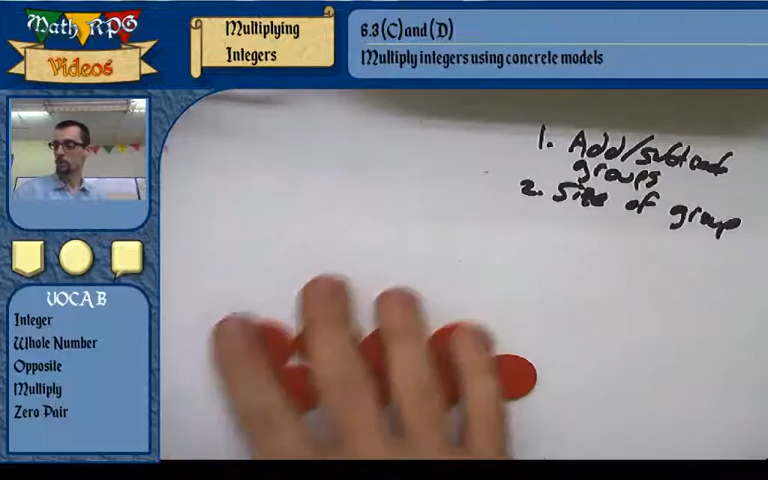 Math RPG
Videos
Multiplying
Integers
6.3(C) and (D)
Multiply integers using concrete models
1. Add/subtract
groups
2. Size of group
VOCAB
Integer
Whole Number
Opposite
Multiply
Zero Pair